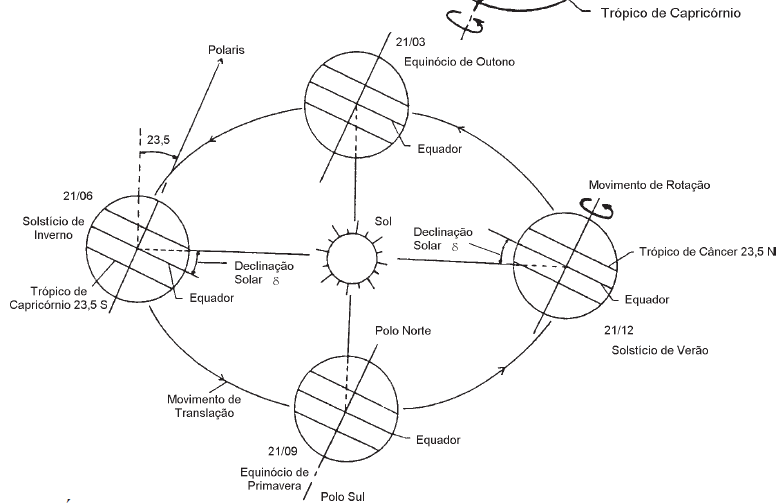 Trópico de Capricórnio
21/03
Equinócio de Outono
Polaris
23,5
Equador
Movimento de Rotação
21/06
Solstício de
Inverno
Sol
Declinação
Solar δ
Trópico de Câncer 23,5 N
Declinação
Solar δ
Equador
Trópico de
Capricórnio 23,5 S
Equador
21/12
Solstício de Verão
Polo Norte
Movimento de
Translação
Equador
21/09
Equinócio de
Primavera
Polo Sul